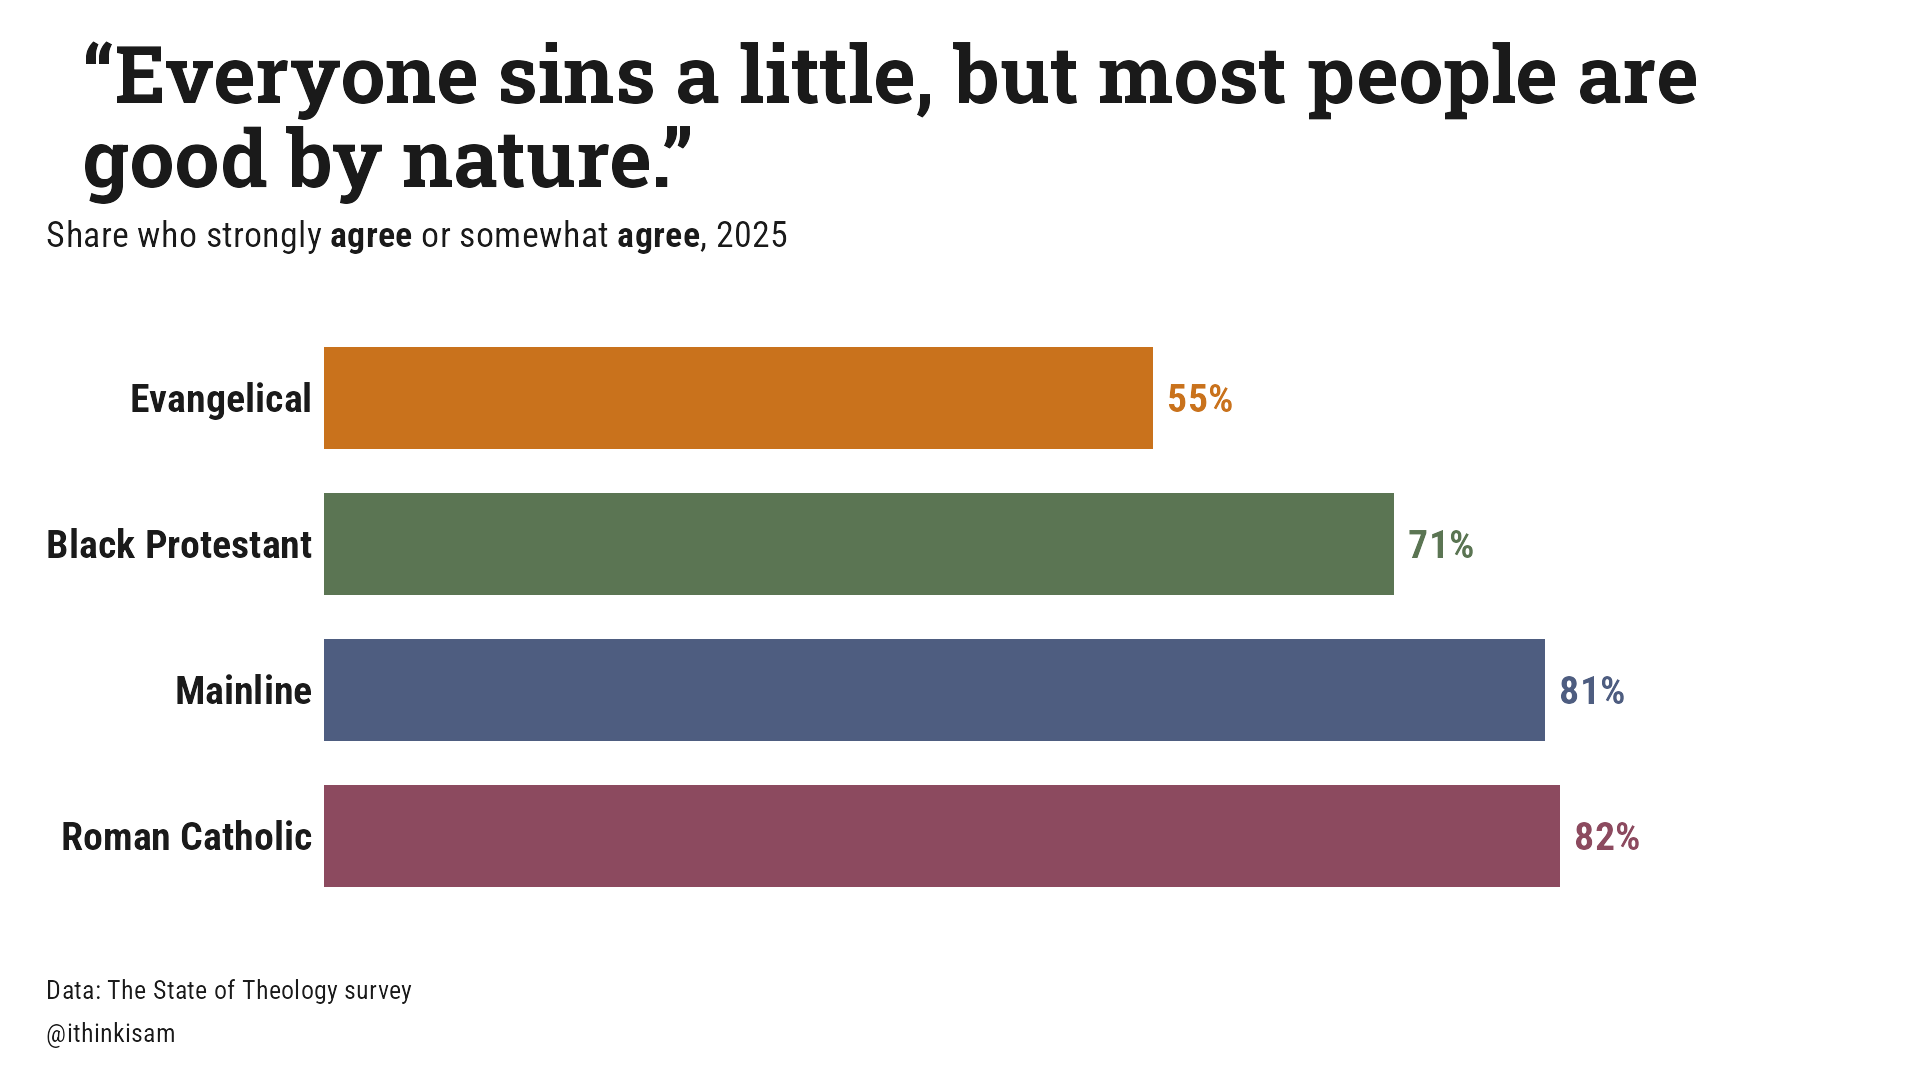 “Everyone sins a little, but most people are
good by nature.”
Share who strongly agree or somewhat agree, 2025
Evangelical 55%
Black Protestant 71%
Mainline 81%
Roman Catholic 82%
Data: The State of Theology survey
@ithinkisam